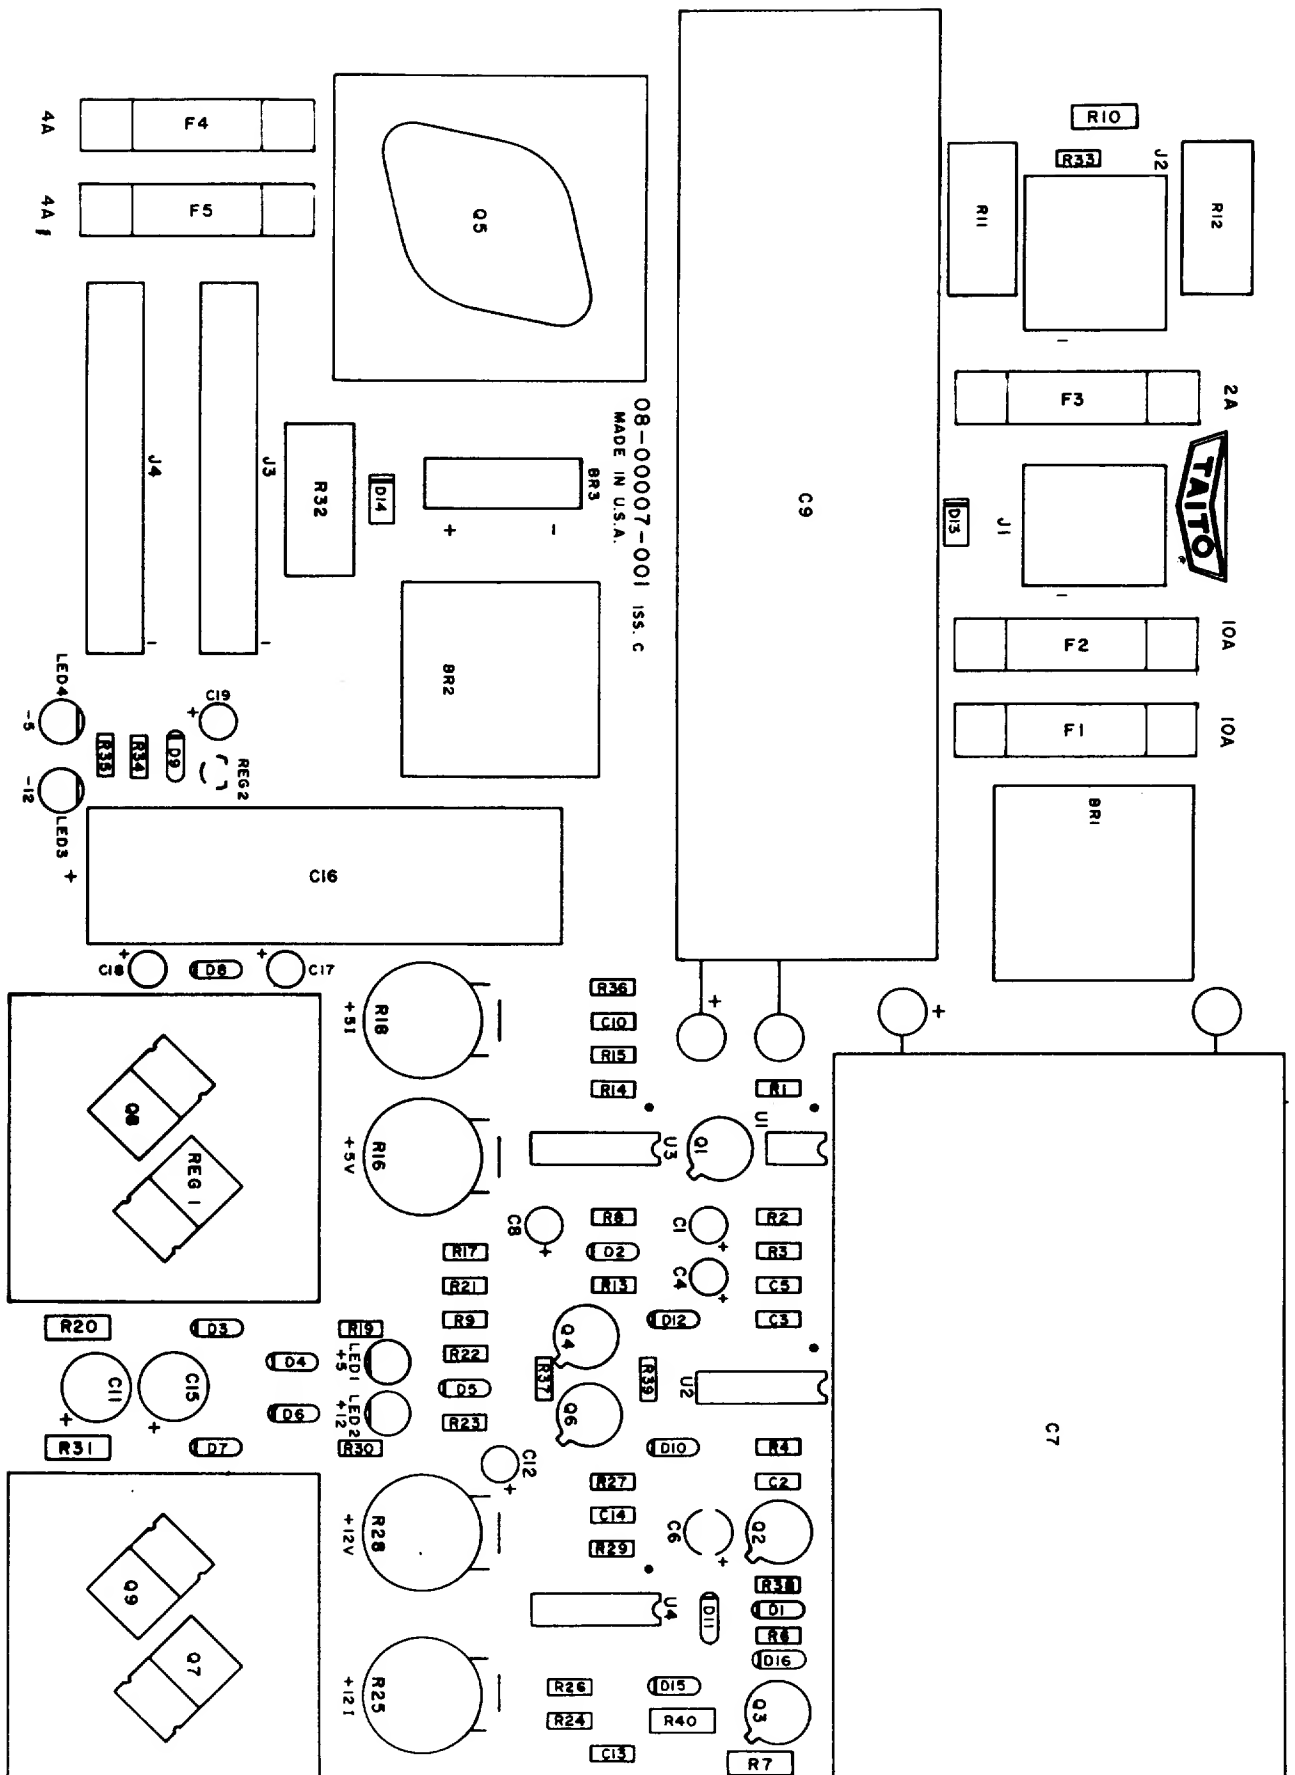 R10
R33
J2
R11
R12
4A
F4
4A
F5
Q5
F3
2A
TAITO
J4
J3
R32
D14
BR3
+
-
08-00007-001 ISS. C
MADE IN U.S.A.
C9
D13
J1
F2
10A
F1
10A
BR2
BR1
LED4
-5
-12
LED3
R35
R34
D9
C19
+
REG2
+
C16
C18
+
D8
+
C17
R18
+5I
R36
C10
R15
R14
+
+
R1
Q8
REG 1
R16
+5V
U3
Q1
U1
C8
+
R8
D2
R13
C1
+
C4
+
R2
R3
C5
C3
R17
R21
R9
R22
D5
R23
R20
D3
R19
D4
LED1
+5
LED2
+12
C11
+
C15
+
D6
R31
D7
R30
Q4
R37
Q6
D12
R39
U2
D10
C7
C12
+
R4
C2
R27
C14
R29
C6
+
Q2
R28
+12V
Q9
Q7
U4
D11
R38
D1
R6
D16
R25
+12I
R26
R24
C13
D15
R40
Q3
R7